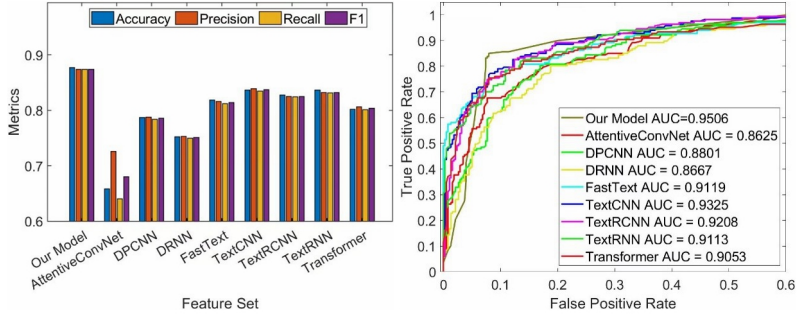 Accuracy Precision Recall F1
Metrics
0.9
0.8
0.7
0.6
Our Model
AttentiveConvNet
DPCNN
DRNN
FastText
TextCNN
TextRCNN
TextRNN
Transformer
Feature Set
True Positive Rate
1
0.9
0.8
0.7
0.6
0.5
0.4
0.3
0.2
0.1
0
Our Model AUC=0.9506
AttentiveConvNet AUC = 0.8625
DPCNN AUC = 0.8801
DRNN AUC = 0.8667
FastText AUC = 0.9119
TextCNN AUC = 0.9325
TextRCNN AUC = 0.9208
TextRNN AUC = 0.9113
Transformer AUC = 0.9053
0 0.1 0.2 0.3 0.4 0.5 0.6
False Positive Rate